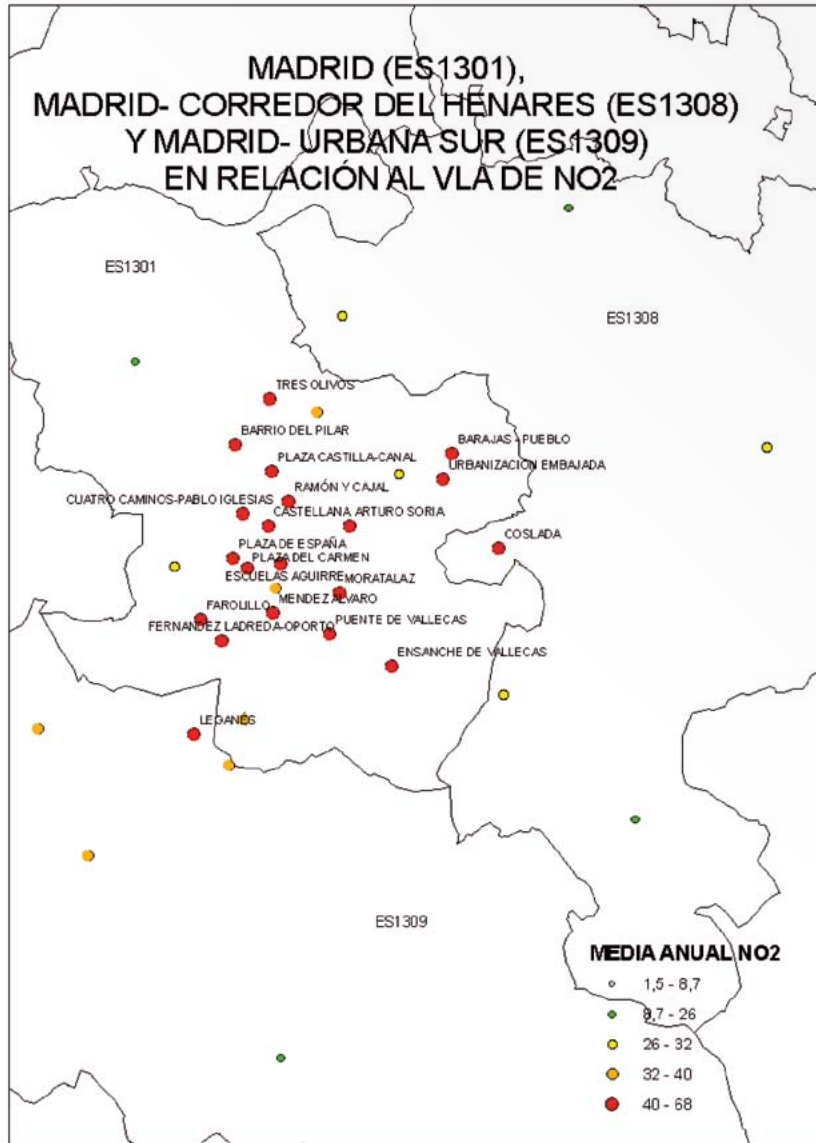 MADRID (ES1301),
MADRID- CORREDOR DEL HENARES (ES1308)
Y MADRID- URBANA SUR (ES1309)
EN RELACIÓN AL VLA DE NO2
ES1301
ES1308
TRES OLIVOS
BARRIO DEL PILAR
BARAJAS - PUEBLO
PLAZA CASTILLA-CANAL
URBANIZACION EMBAJADA
RAMÓN Y CAJAL
CUATRO CAMINOS-PABLO IGLESIAS
CASTELLANA ARTURO SORIA
COSLADA
PLAZA DE ESPAÑA
PLAZA DEL CARMEN
ESCUELAS AGUIRRE MORATALAZ
MENDEZ ALVARO
FAROLILLO
PUENTE DE VALLECAS
FERNANDEZ LADREDA-OPORTO
ENSANCHE DE VALLECAS
LEGANES
ES1309
MEDIA ANUAL NO2
1,5 - 8,7
8,7 - 26
26 - 32
32 - 40
40 - 68